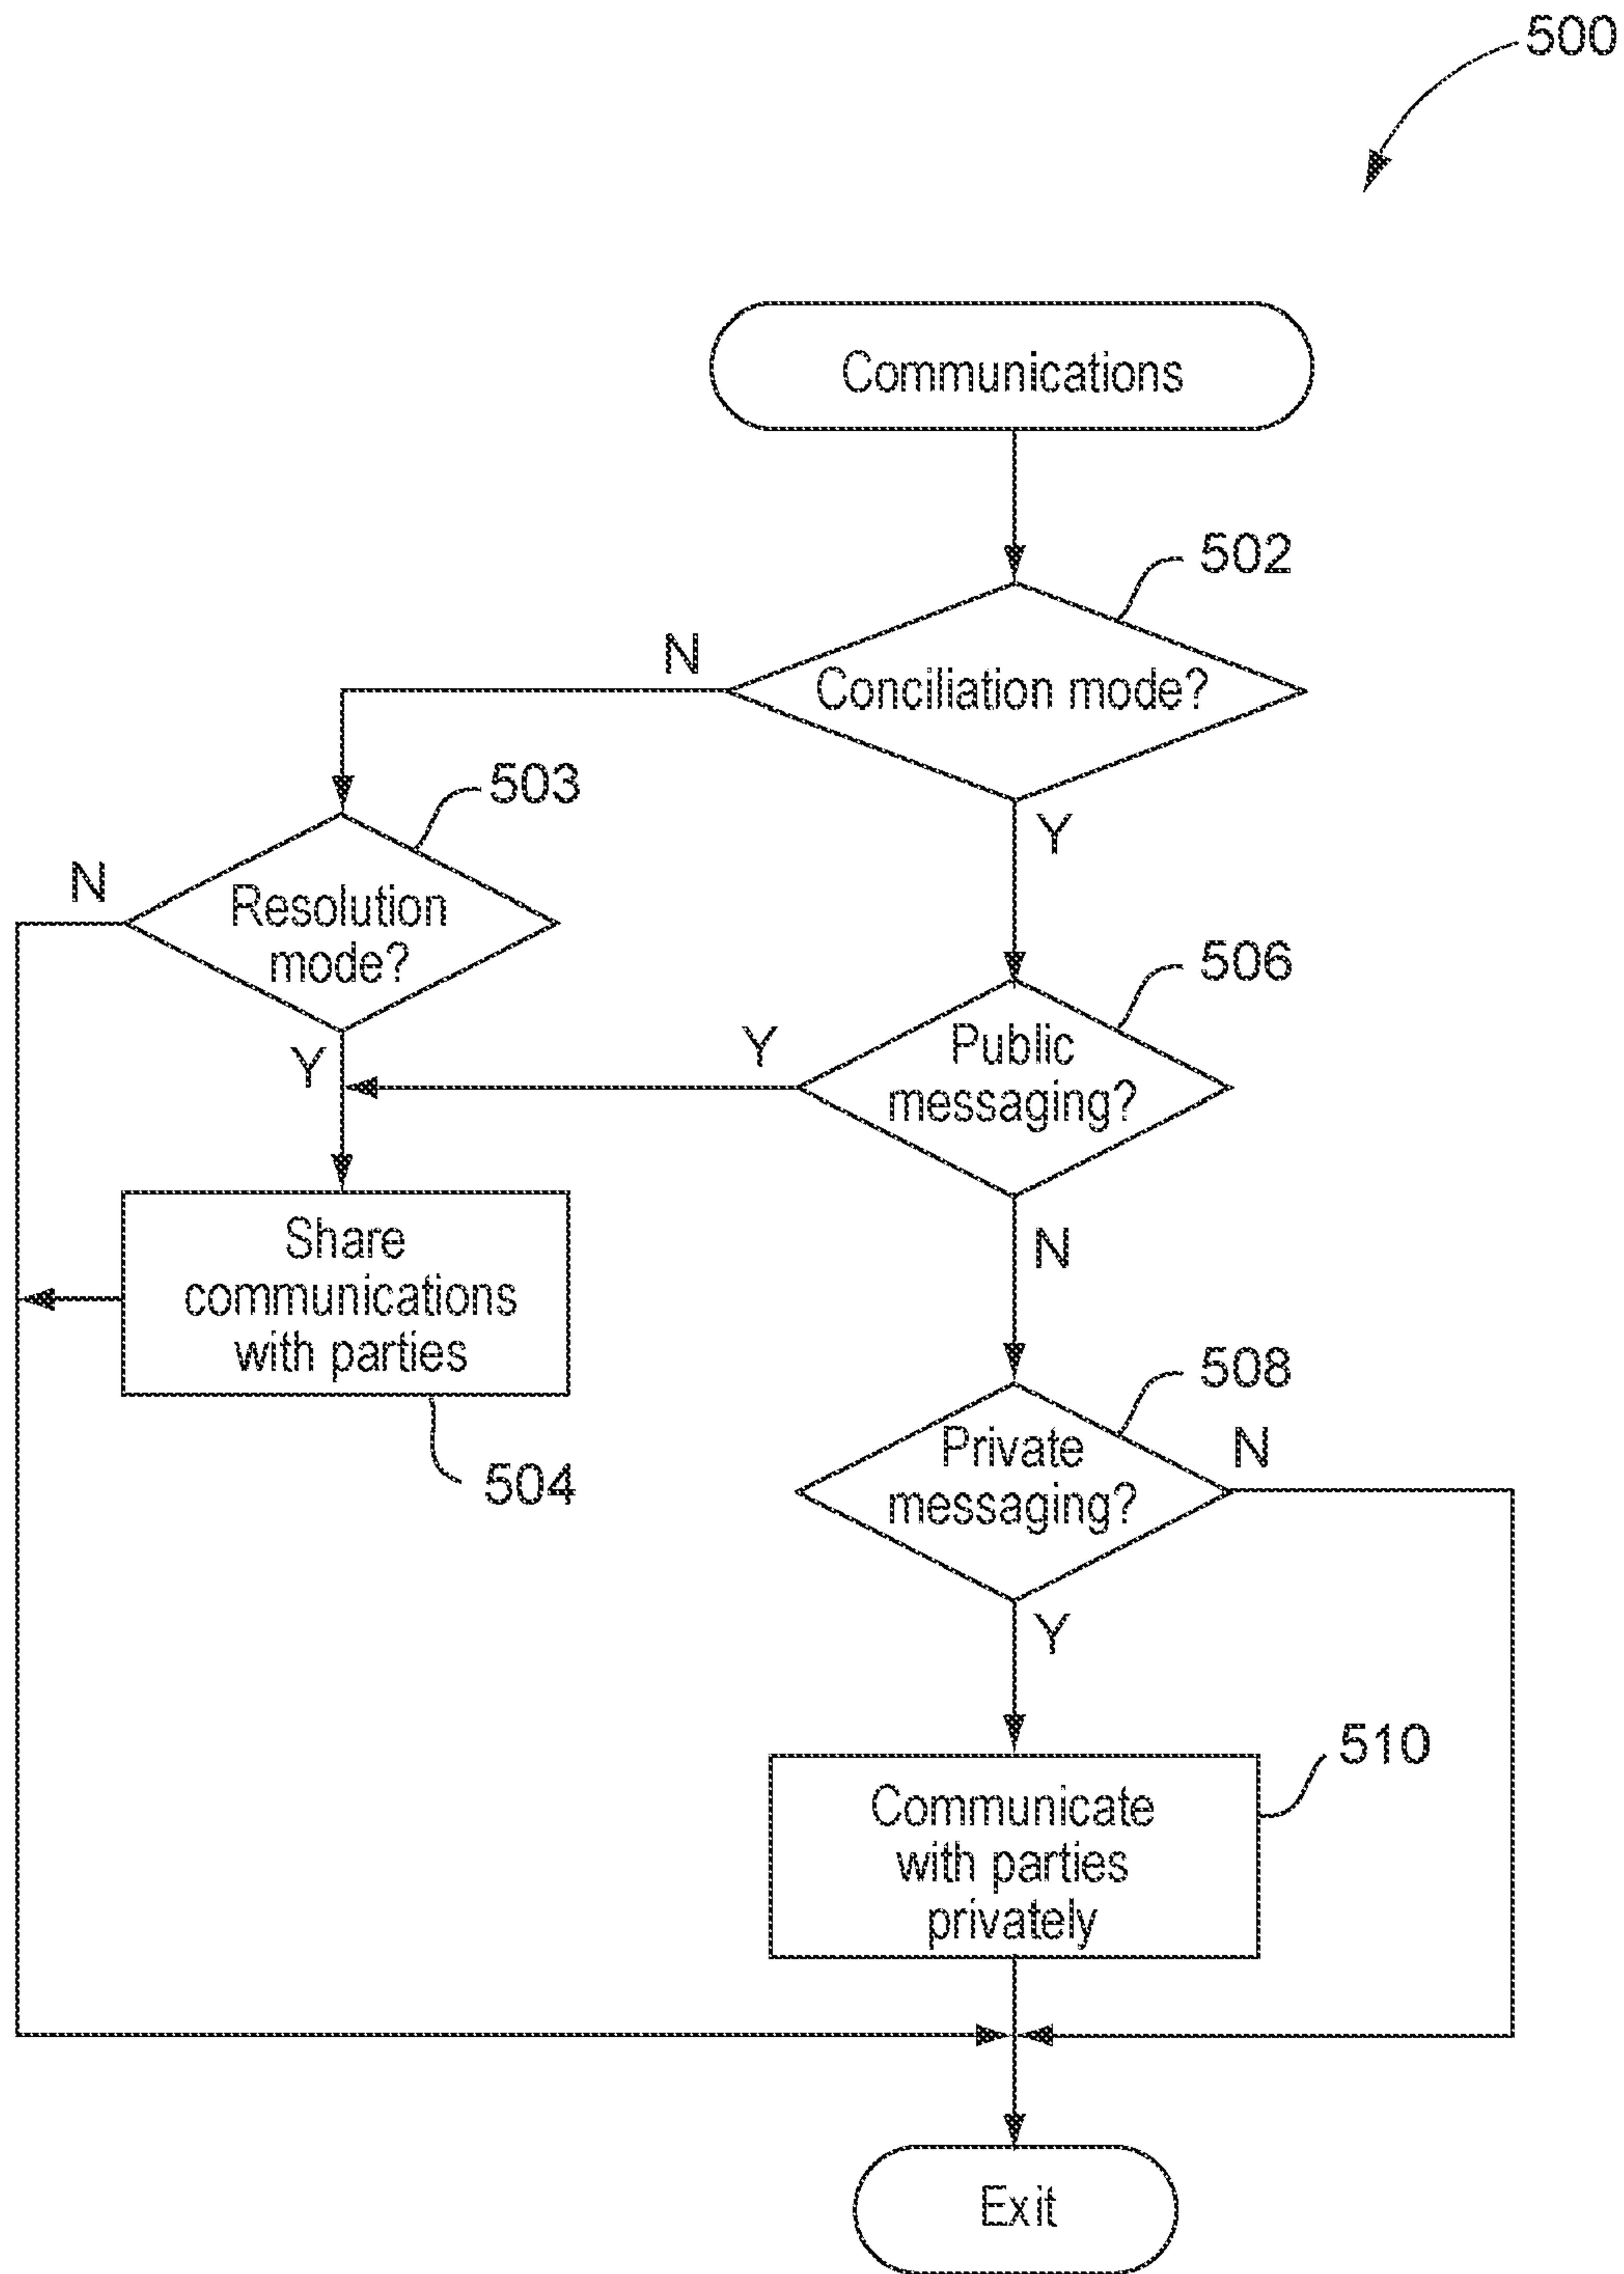 500
Communications
502
N
Conciliation mode?
503
Y
N
Resolution
mode?
506
Public
messaging?
Y
Y
Share
communications
with parties
N
504
508
Private
messaging?
N
Y
510
Communicate
with parties
privately
Exit